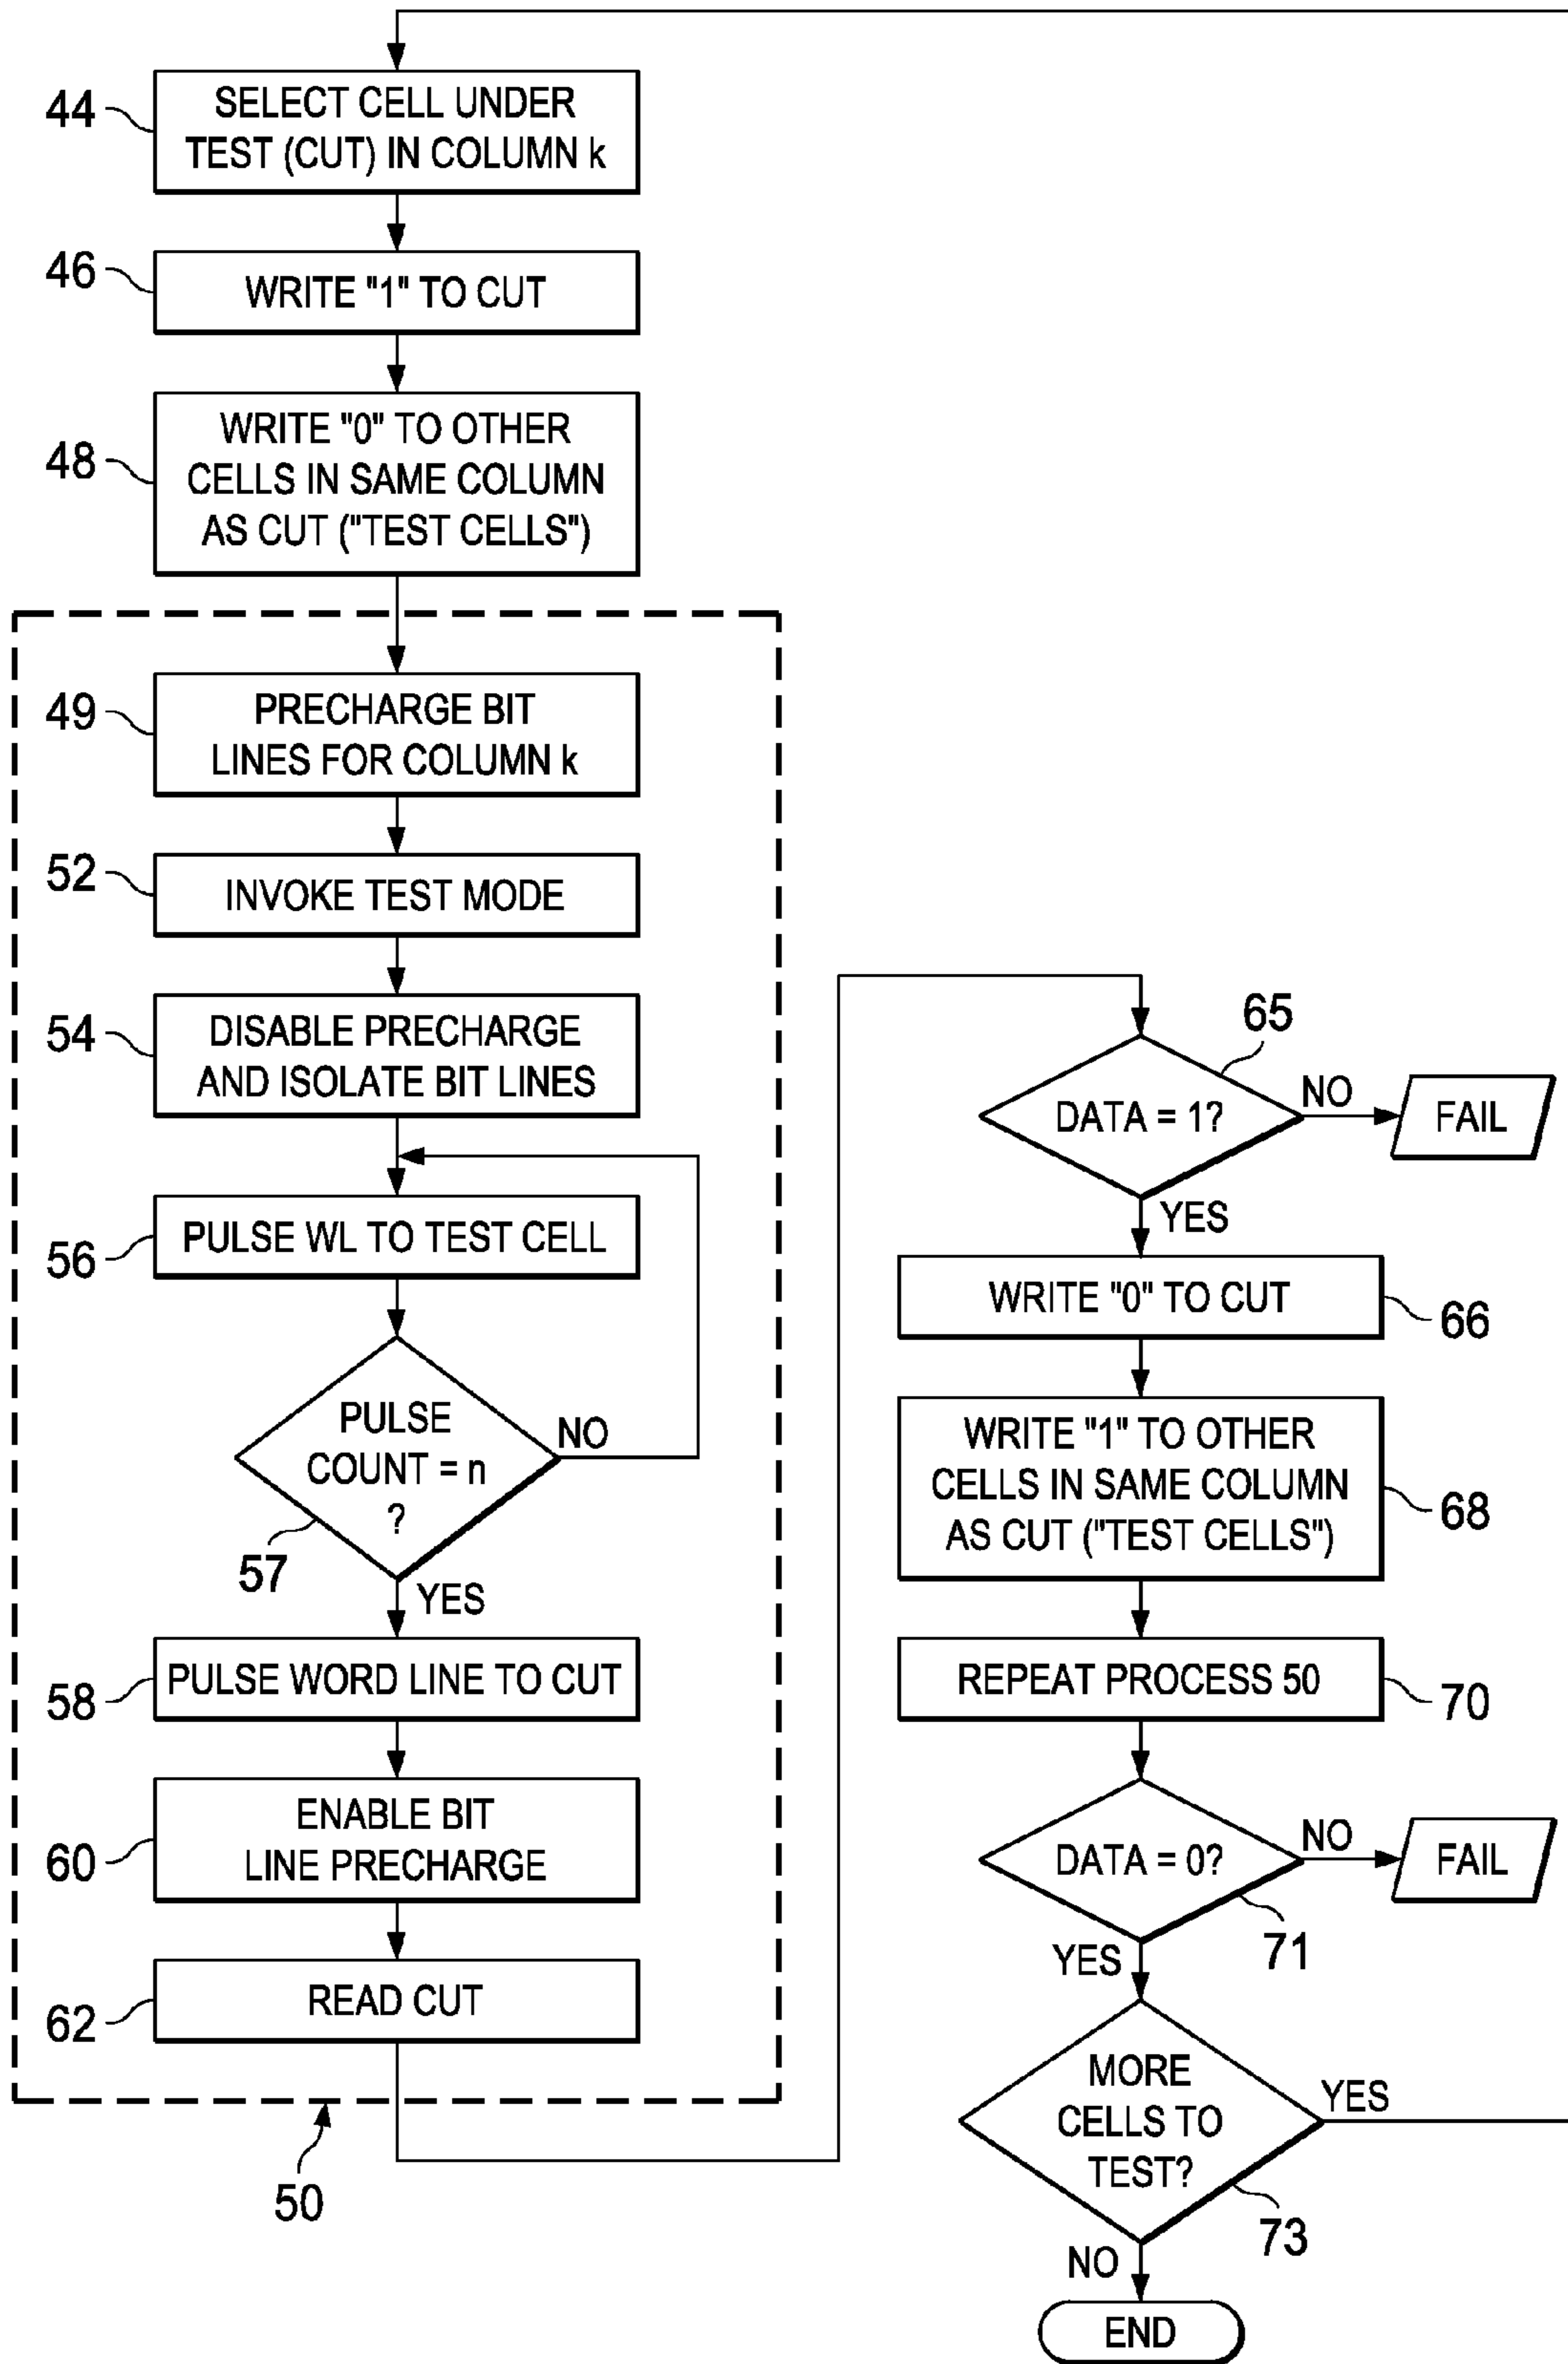 44
SELECT CELL UNDER
TEST (CUT) IN COLUMN k
46
WRITE "1" TO CUT
48
WRITE "0" TO OTHER
CELLS IN SAME COLUMN
AS CUT ("TEST CELLS")
49
PRECHARGE BIT
LINES FOR COLUMN k
52
INVOKE TEST MODE
54
DISABLE PRECHARGE
AND ISOLATE BIT LINES
56
PULSE WL TO TEST CELL
PULSE
COUNT = n
?
NO
57
YES
58
PULSE WORD LINE TO CUT
60
ENABLE BIT
LINE PRECHARGE
62
READ CUT
50
65
DATA = 1?
NO
FAIL
YES
WRITE "0" TO CUT
66
WRITE "1" TO OTHER
CELLS IN SAME COLUMN
AS CUT ("TEST CELLS")
68
REPEAT PROCESS 50
70
DATA = 0?
NO
FAIL
71
YES
MORE
CELLS TO
TEST?
YES
73
NO
END